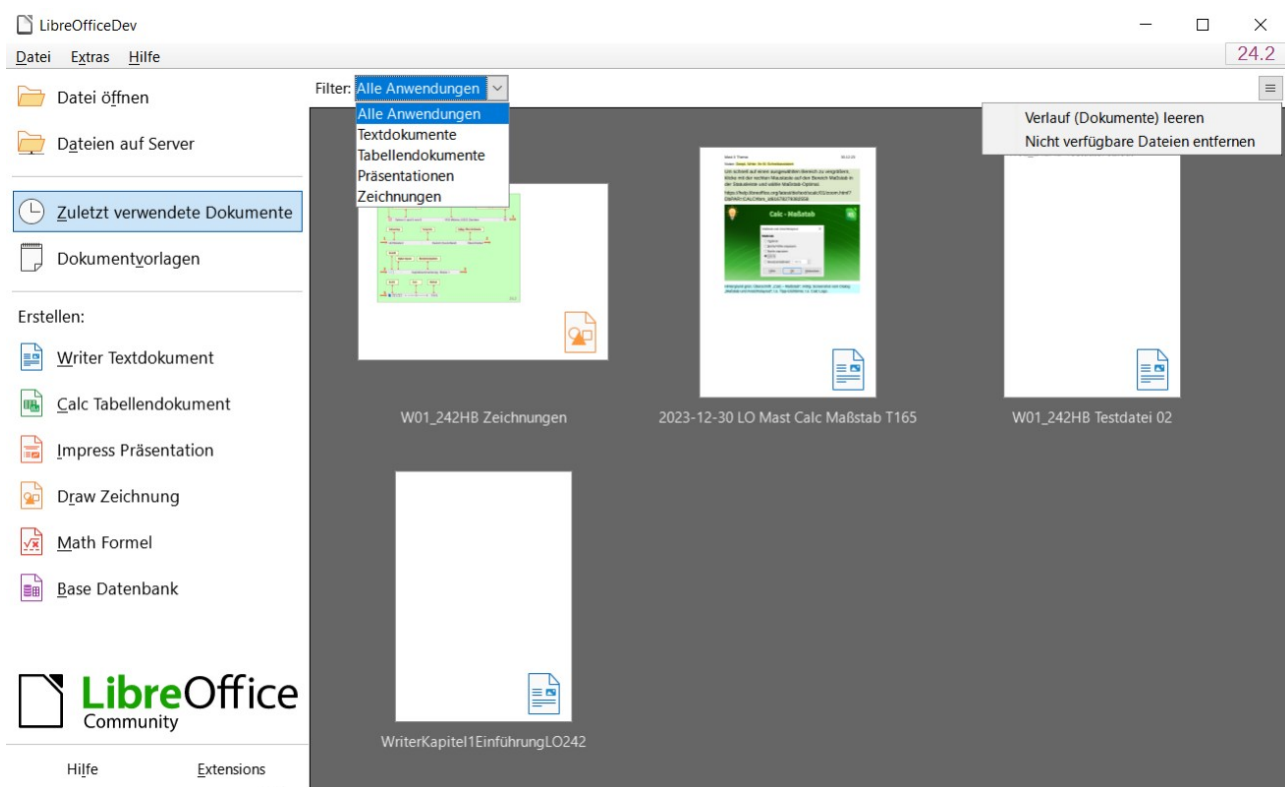 LibreOfficeDev
Datei Extras Hilfe
24.2
Datei öffnen
Dateien auf Server
Zuletzt verwendete Dokumente
Dokumentvorlagen
Erstellen:
Writer Textdokument
Calc Tabellendokument
Impress Präsentation
Draw Zeichnung
Math Formel
Base Datenbank
LibreOffice
Community
Hilfe Extensions
Filter: Alle Anwendungen
Alle Anwendungen
Textdokumente
Tabellendokumente
Präsentationen
Zeichnungen
Verlauf (Dokumente) leeren
Nicht verfügbare Dateien entfernen
Calc - Maßstab
W01_242HB Zeichnungen
2023-12-30 LO Mast Calc Maßstab T165
W01_242HB Testdatei 02
WriterKapitel1EinführungLO242